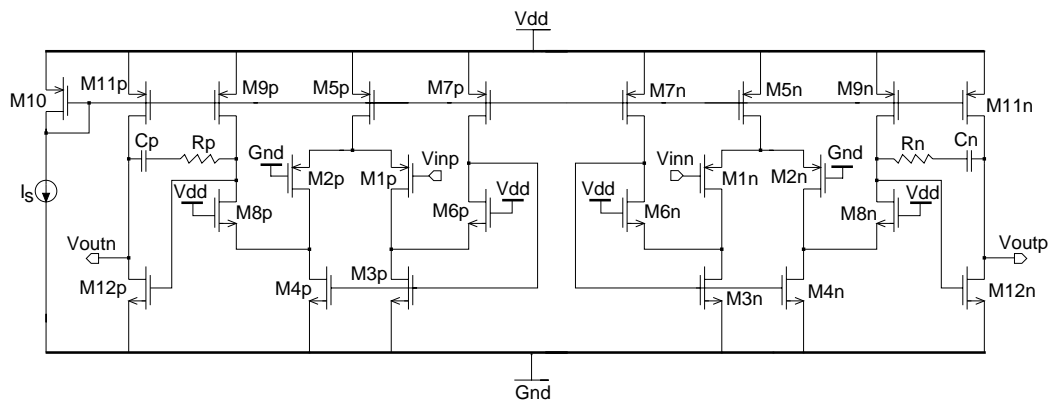 Vdd
M10
M11p
M9p
M5p
M7p
M7n
M5n
M9n
M11n
Cp
Rp
Gnd
Vinp
Vinn
Gnd
Rn
Cn
M2p
M1p
M1n
M2n
Is
Vdd
M8p
M6p
Vdd
Vdd
M6n
M8n
Vdd
Voutn
Voutp
M12p
M4p
M3p
M3n
M4n
M12n
Gnd